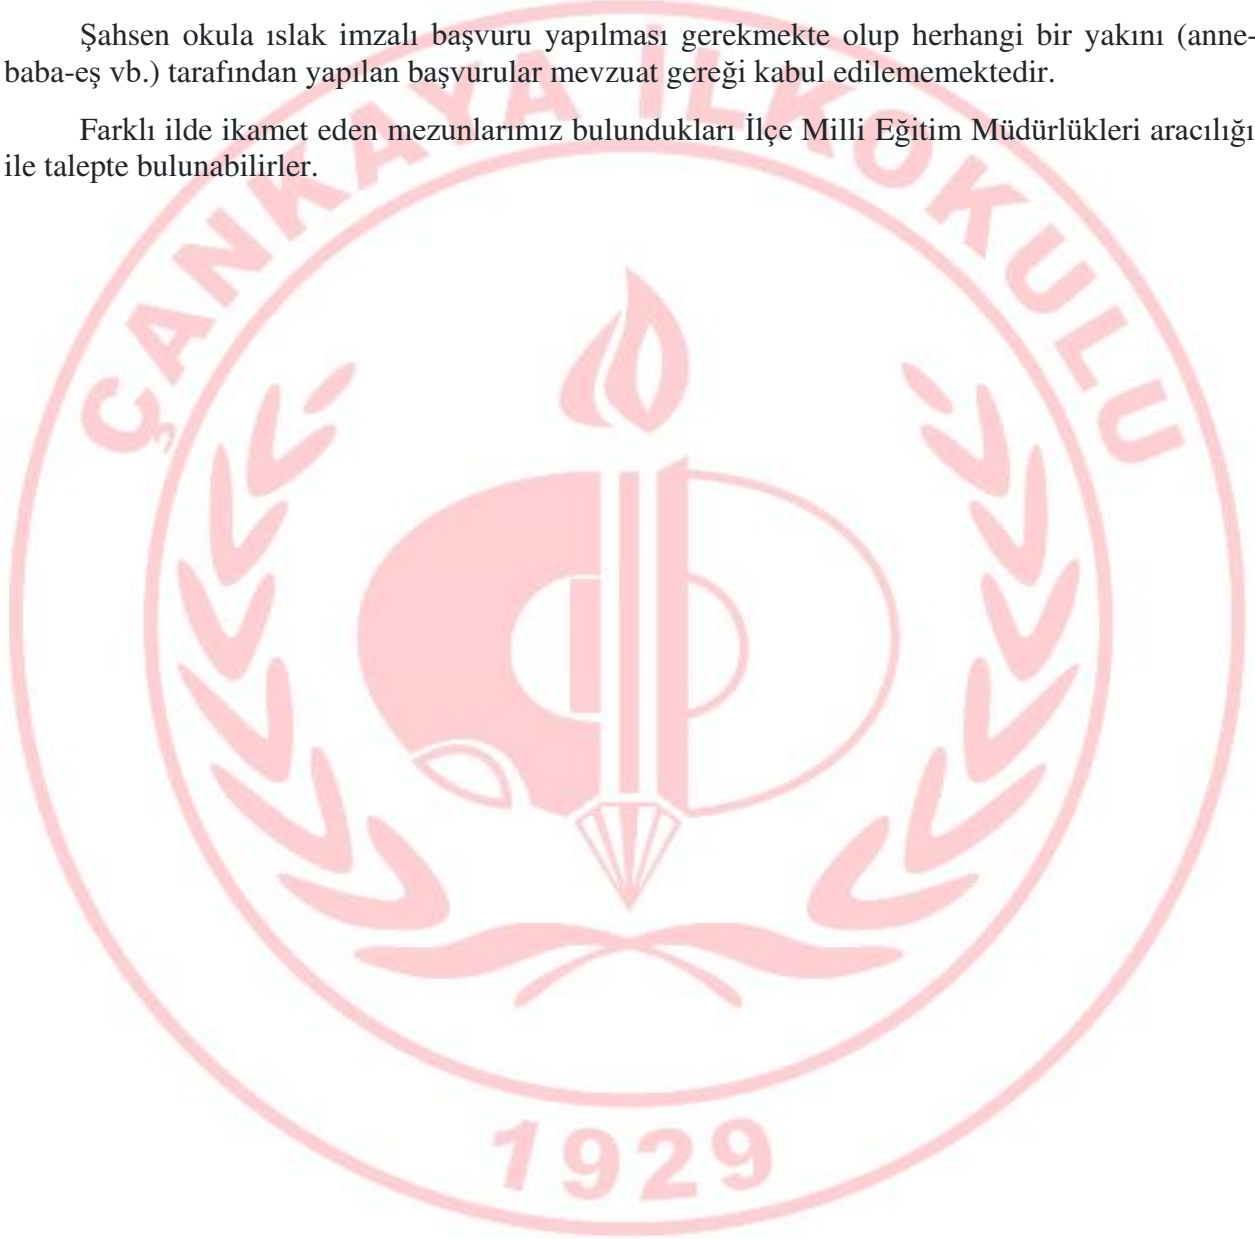 Şahsen okula ıslak imzalı başvuru yapılması gerekmekte olup herhangi bir yakını (anne-
baba-eş vb.) tarafından yapılan başvurular mevzuat gereği kabul edilememektedir.
Farklı ilde ikamet eden mezunlarımız bulundukları İlçe Milli Eğitim Müdürlükleri aracılığı
ile talepte bulunabilirler.
ÇANKAYA İLKOKULU
1929